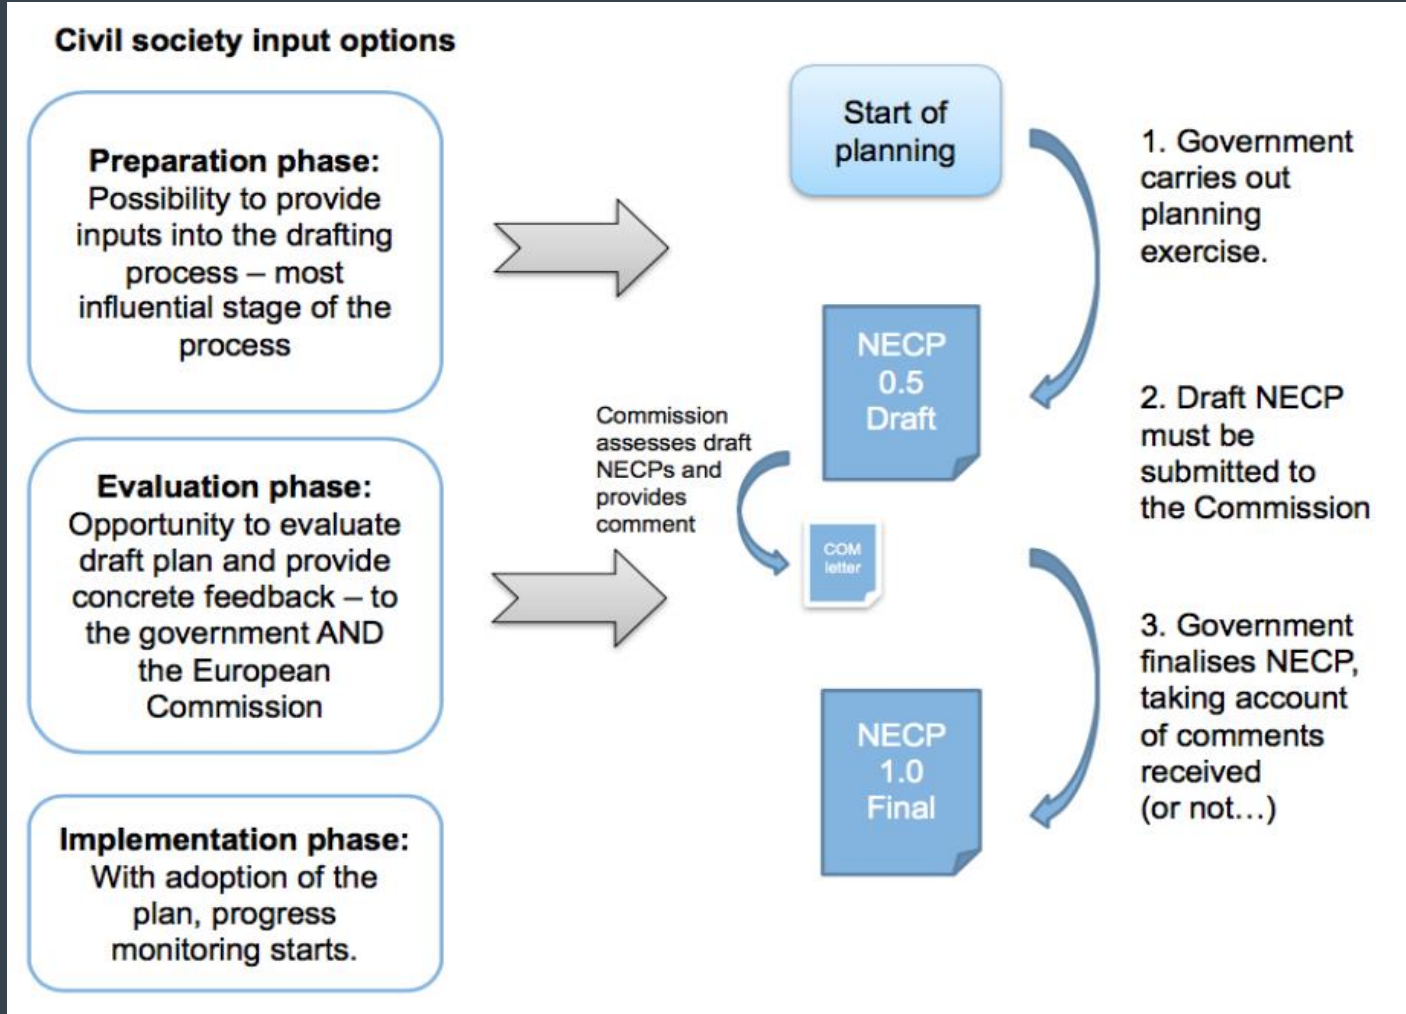 Civil society input options
Preparation phase:
Possibility to provide
inputs into the drafting
process – most
influential stage of the
process
Evaluation phase:
Opportunity to evaluate
draft plan and provide
concrete feedback – to
the government AND
the European
Commission
Implementation phase:
With adoption of the
plan, progress
monitoring starts.
Start of
planning
NECP
0.5
Draft
Commission
assesses draft
NECPs and
provides
comment
COM
letter
NECP
1.0
Final
1. Government
carries out
planning
exercise.
2. Draft NECP
must be
submitted to
the Commission
3. Government
finalises NECP,
taking account
of comments
received
(or not…)